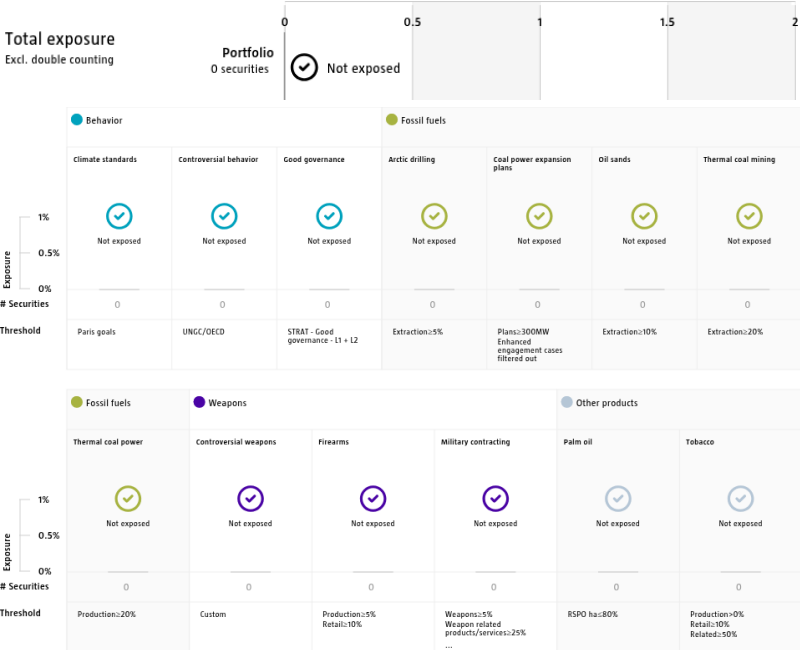 0 0.5 1 1.5 2
Total exposure
Excl. double counting
Portfolio
0 securities
Not exposed
Behavior Fossil fuels
Climate standards Controversial behavior Good governance Arctic drilling Coal power expansion plans Oil sands Thermal coal mining
Exposure
1%
0.5%
0%
Not exposed Not exposed Not exposed Not exposed Not exposed Not exposed Not exposed
# Securities 0 0 0 0 0 0 0
Threshold Paris goals UNGC/OECD STRAT - Good Extraction≥5% Plans≥300MW Extraction≥10% Extraction≥20%
governance - L1 + L2 Enhanced
engagement cases
filtered out
Fossil fuels Weapons Other products
Thermal coal power Controversial weapons Firearms Military contracting Palm oil Tobacco
Exposure
1%
0.5%
0%
Not exposed Not exposed Not exposed Not exposed Not exposed Not exposed
# Securities 0 0 0 0 0 0
Threshold Production≥20% Custom Production≥5% Weapons≥5% RSPO ha≤80% Production>0%
Retail≥10% Weapon related Retail≥10%
products/services≥25% Related≥50%
...